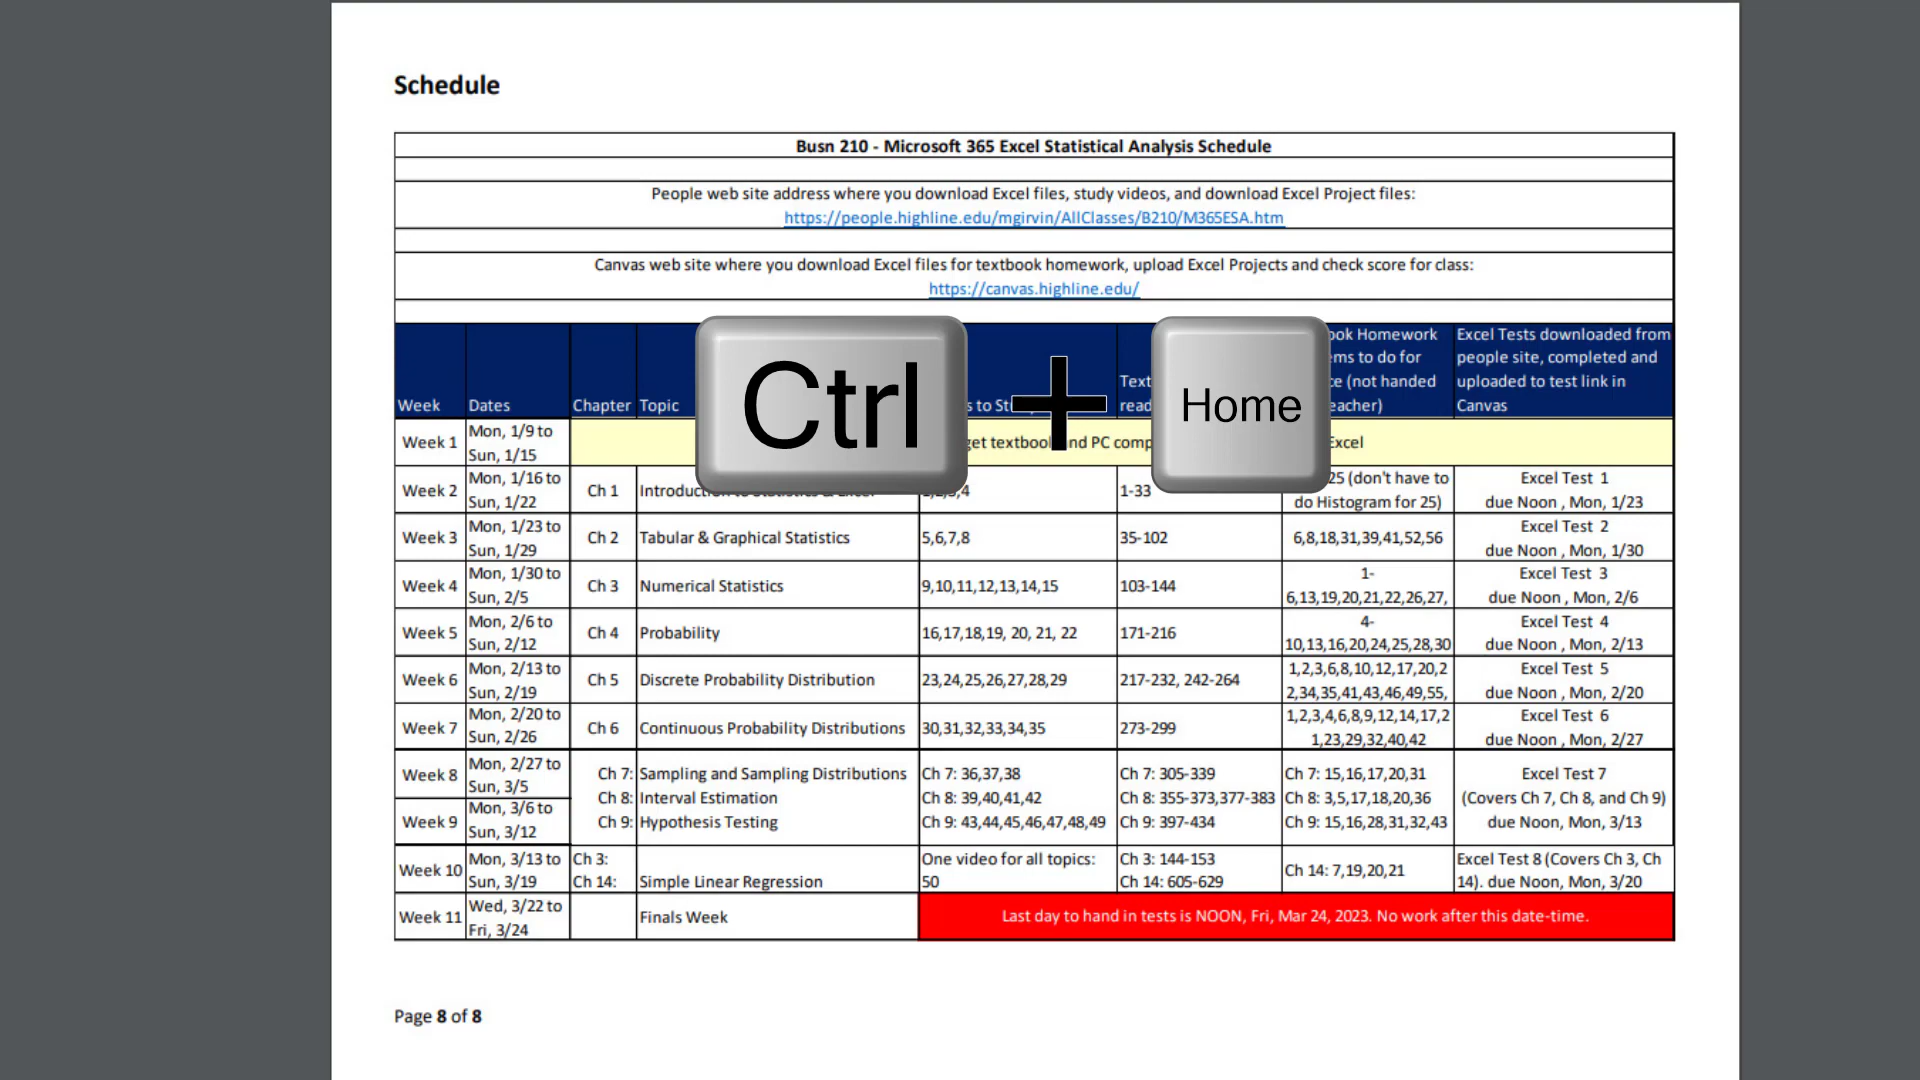 Schedule
Busn 210 - Microsoft 365 Excel Statistical Analysis Schedule
People web site address where you download Excel files, study videos, and download Excel Project files:
https://people.highline.edu/mgirvin/AllClasses/B210/M365ESA.htm
Canvas web site where you download Excel files for textbook homework, upload Excel Projects and check score for class:
https://canvas.highline.edu/
Ctrl + Home
Week Dates Chapter Topic
Homework
to do for
(not handed
Excel Tests downloaded from
people site, completed and
uploaded to test link in
Canvas
Week 1
Mon, 1/9 to
Sun, 1/15
get and PC Excel
Week 2
Mon, 1/16 to
Sun, 1/22
Ch 1
1-33
25 (don't have to
do Histogram for 25)
Excel Test 1
due Noon , Mon, 1/23
Week 3
Mon, 1/23 to
Sun, 1/29
Ch 2
Tabular & Graphical Statistics
5,6,7,8
35-102
6,8,18,31,39,41,52,56
Excel Test 2
due Noon , Mon, 1/30
Week 4
Mon, 1/30 to
Sun, 2/5
Ch 3
Numerical Statistics
9,10,11,12,13,14,15
103-144
1-
6,13,19,20,21,22,26,27,
Excel Test 3
due Noon , Mon, 2/6
Week 5
Mon, 2/6 to
Sun, 2/12
Ch 4
Probability
16,17,18,19, 20, 21, 22
171-216
4-
10,13,16,20,24,25,28,30
Excel Test 4
due Noon , Mon, 2/13
Week 6
Mon, 2/13 to
Sun, 2/19
Ch 5
Discrete Probability Distribution
23,24,25,26,27,28,29
217-232, 242-264
1,2,3,6,8,10,12,17,20,2
2,34,35,41,43,46,49,55,
Excel Test 5
due Noon , Mon, 2/20
Week 7
Mon, 2/20 to
Sun, 2/26
Ch 6
Continuous Probability Distributions
30,31,32,33,34,35
273-299
1,2,3,4,6,8,9,12,14,17,2
1,23,29,32,40,42
Excel Test 6
due Noon , Mon, 2/27
Week 8
Mon, 2/27 to
Sun, 3/5
Week 9
Mon, 3/6 to
Sun, 3/12
Ch 7: Sampling and Sampling Distributions
Ch 8: Interval Estimation
Ch 9: Hypothesis Testing
Ch 7: 36,37,38
Ch 8: 39,40,41,42
Ch 9: 43,44,45,46,47,48,49
Ch 7: 305-339
Ch 8: 355-373,377-383
Ch 9: 397-434
Ch 7: 15,16,17,20,31
Ch 8: 3,5,17,18,20,36
Ch 9: 15,16,28,31,32,43
Excel Test 7
(Covers Ch 7, Ch 8, and Ch 9)
due Noon, Mon, 3/13
Week 10
Mon, 3/13 to
Sun, 3/19
Ch 3:
Ch 14:
Simple Linear Regression
One video for all topics:
50
Ch 3: 144-153
Ch 14: 605-629
Ch 14: 7,19,20,21
Excel Test 8 (Covers Ch 3, Ch
14). due Noon, Mon, 3/20
Week 11
Wed, 3/22 to
Fri, 3/24
Finals Week
Last day to hand in tests is NOON, Fri, Mar 24, 2023. No work after this date-time.
Page 8 of 8